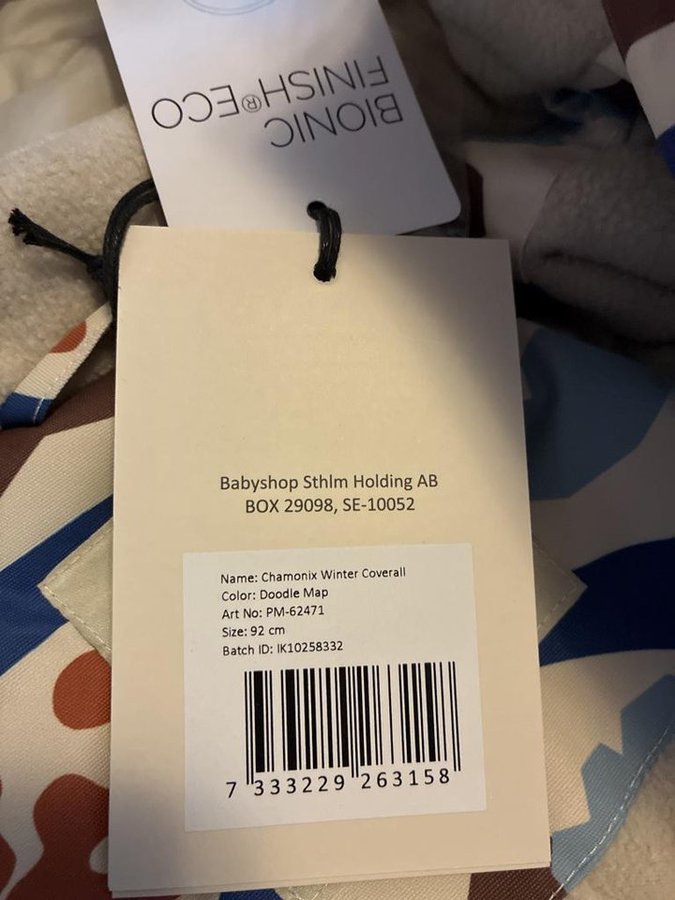 BIONIC
FINISH®ECO
Babyshop Sthlm Holding AB
BOX 29098, SE-10052
Name: Chamonix Winter Coverall
Color: Doodle Map
Art No: PM-62471
Size: 92 cm
Batch ID: IK10258332
7 333229 263158